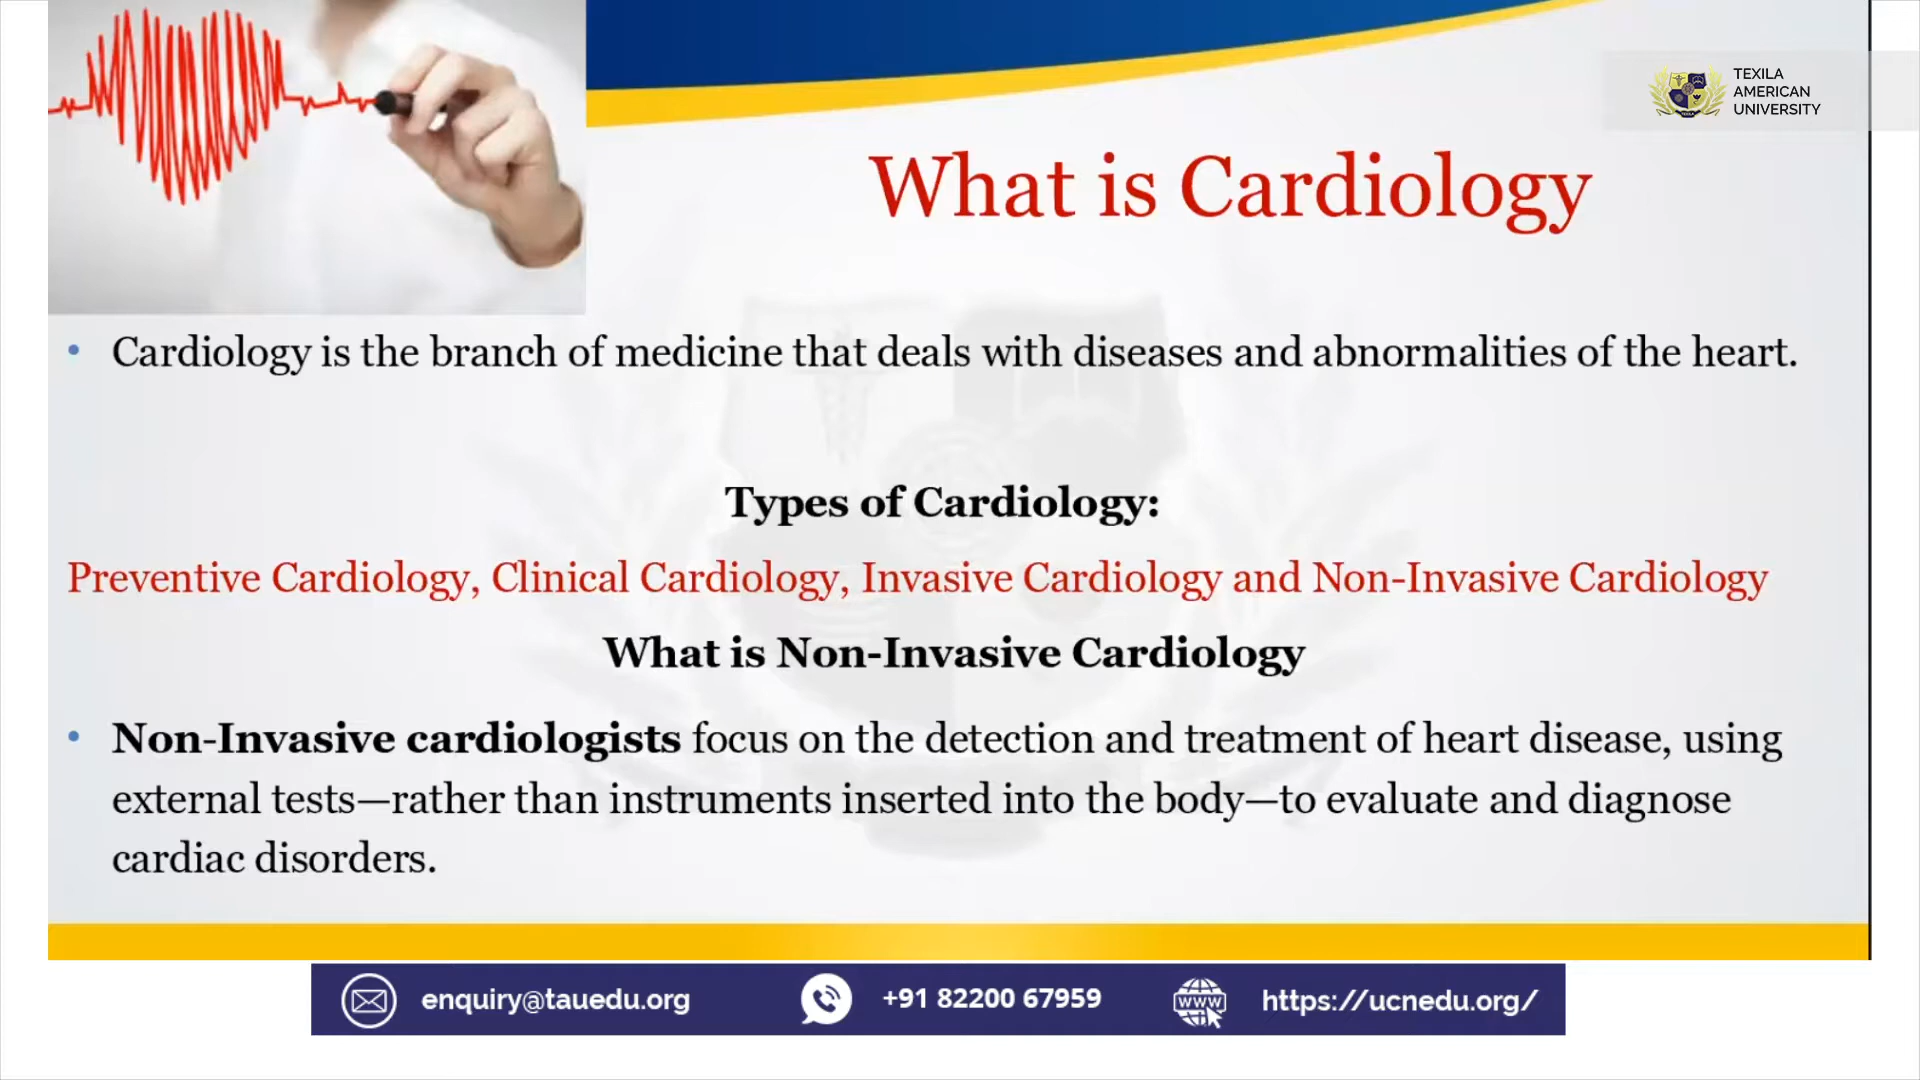 TEXILA
AMERICAN
UNIVERSITY
What is Cardiology
• Cardiology is the branch of medicine that deals with diseases and abnormalities of the heart.
Types of Cardiology:
Preventive Cardiology, Clinical Cardiology, Invasive Cardiology and Non-Invasive Cardiology
What is Non-Invasive Cardiology
• Non-Invasive cardiologists focus on the detection and treatment of heart disease, using
external tests—rather than instruments inserted into the body—to evaluate and diagnose
cardiac disorders.
enquiry@tauedu.org
+91 82200 67959
WWW
https://ucnedu.org/